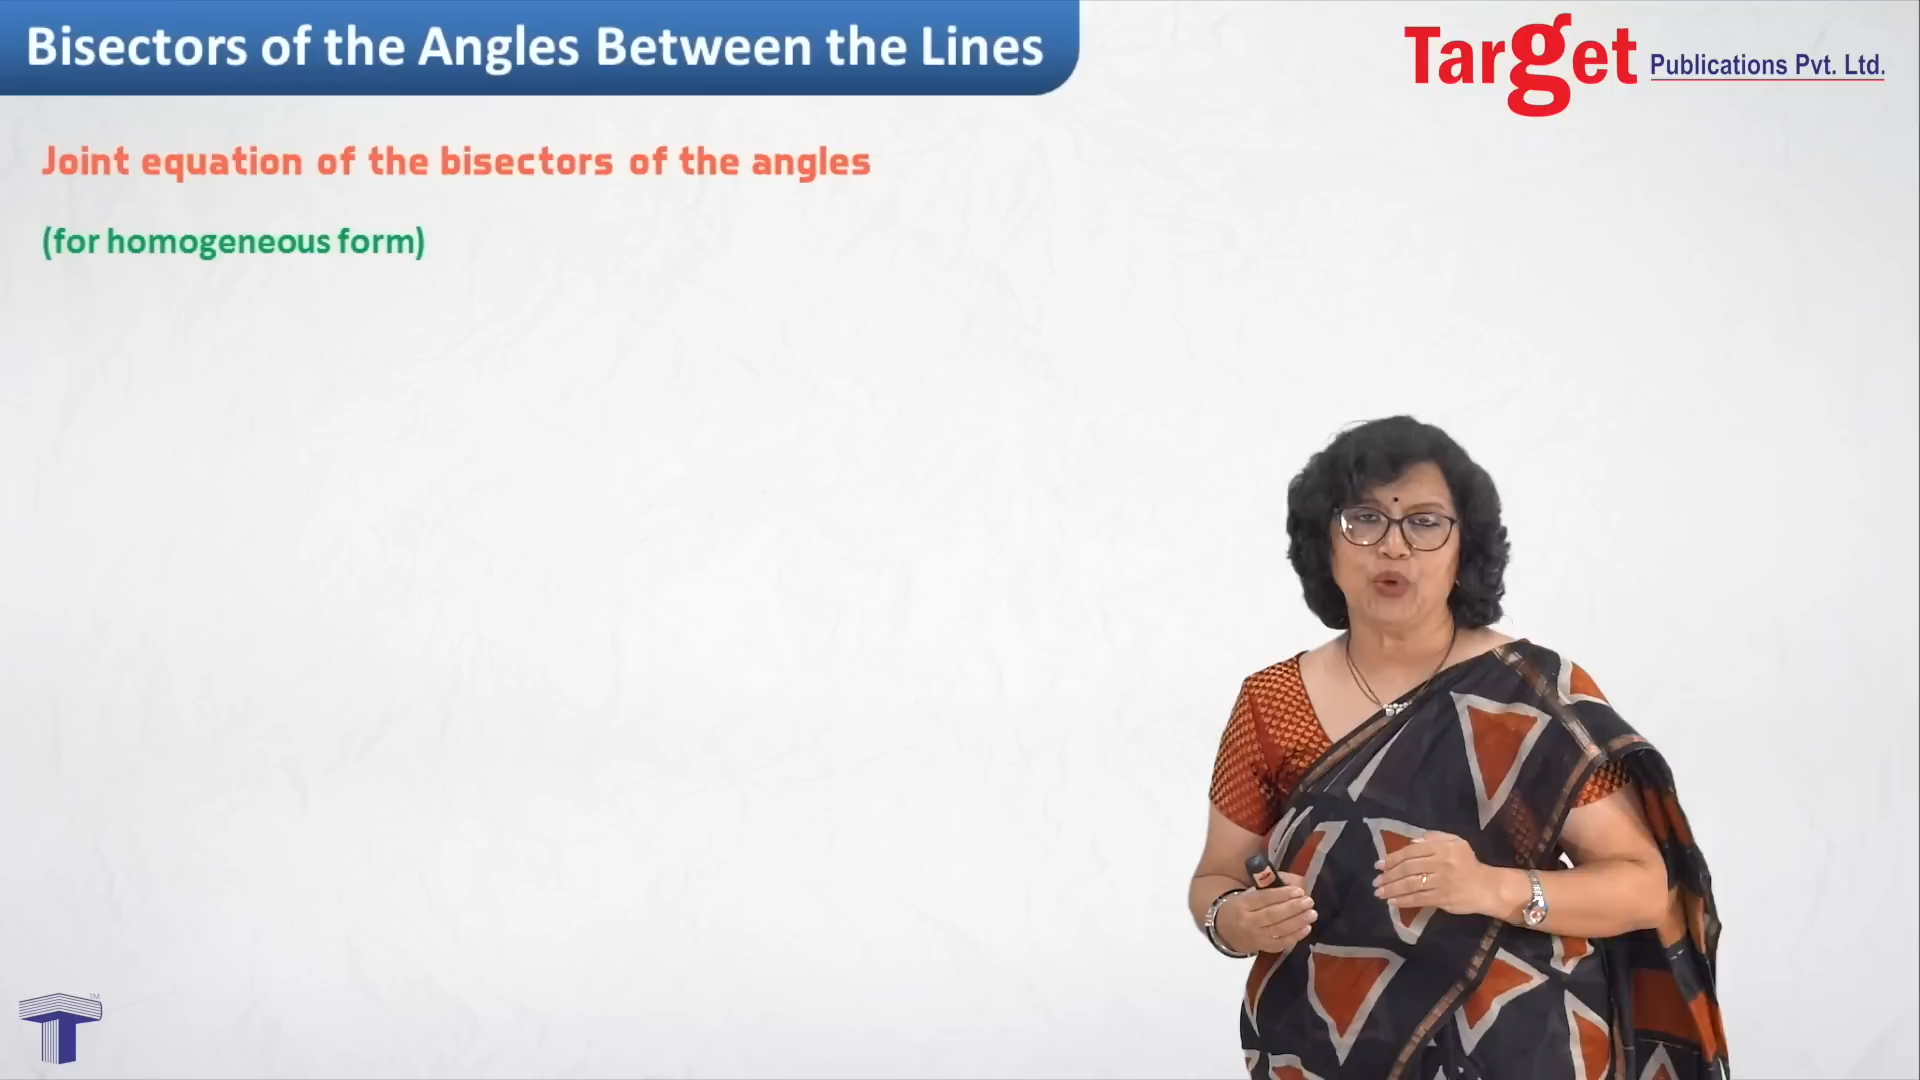 Bisectors of the Angles Between the Lines
Target Publications Pvt. Ltd.
Joint equation of the bisectors of the angles
(for homogeneous form)
TM